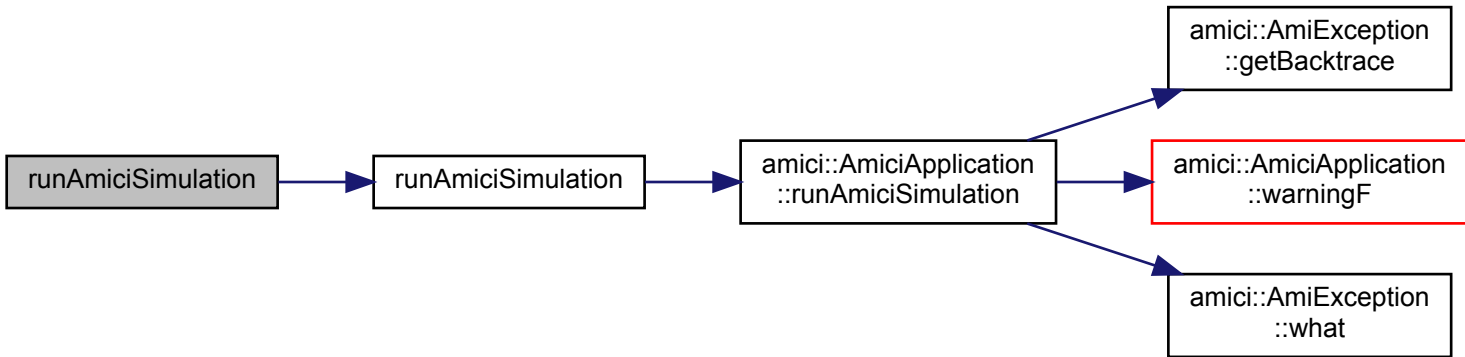 runAmiciSimulation
runAmiciSimulation
amici::AmiciApplication
::runAmiciSimulation
amici::AmiException
::getBacktrace
amici::AmiciApplication
::warningF
amici::AmiException
::what